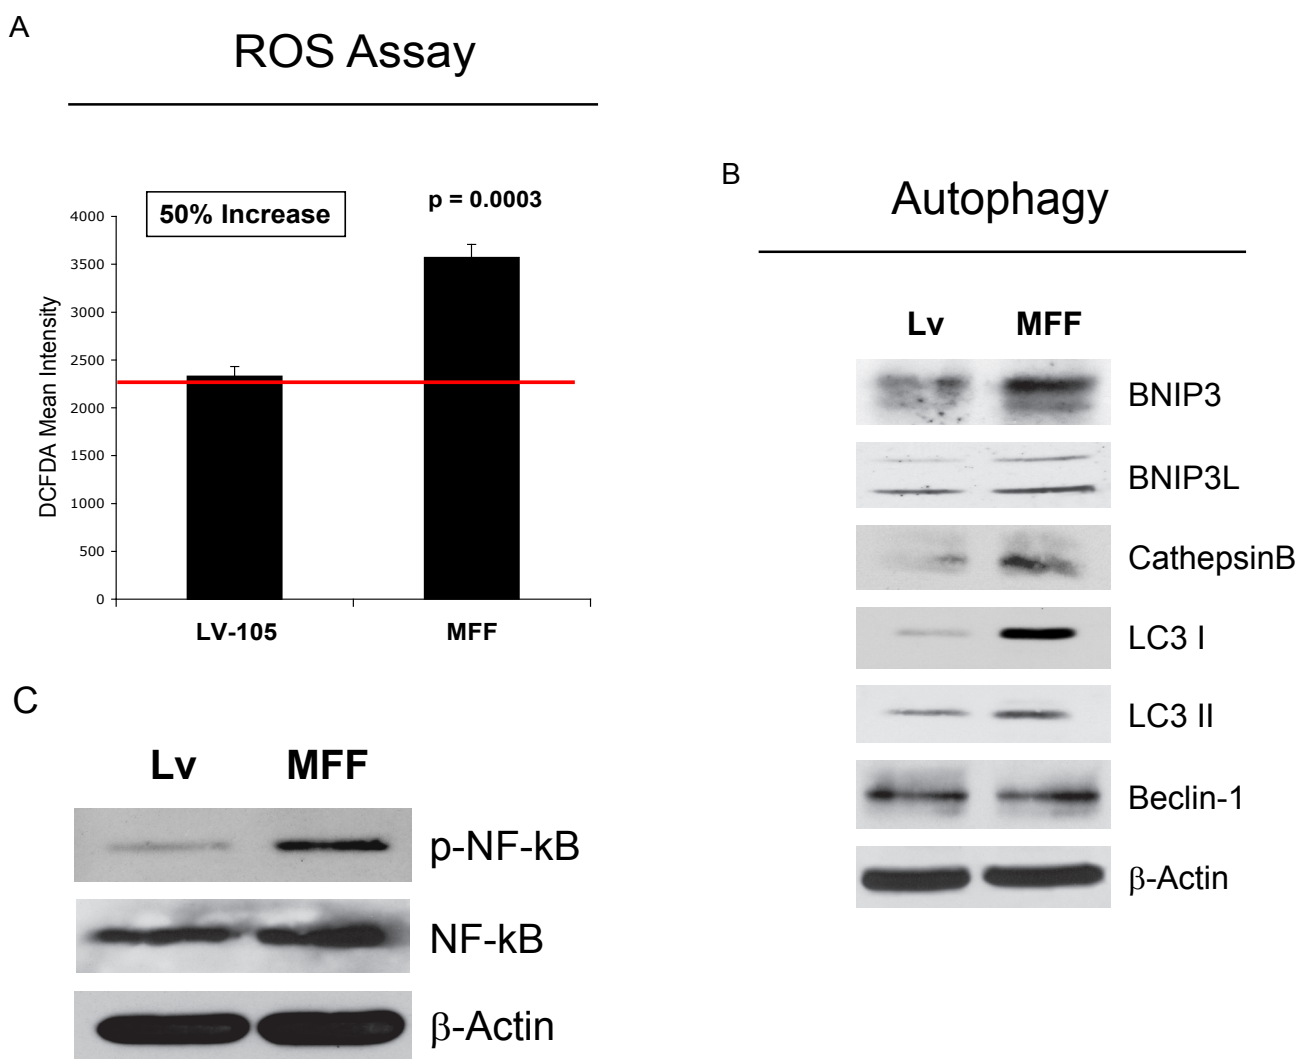 A
ROS Assay
50% Increase
p = 0.0003
4000
3500
3000
2500
2000
1500
1000
500
0
DCFDA Mean Intensity
LV-105 MFF
B
Autophagy
Lv MFF
BNIP3
BNIP3L
CathepsinB
LC3 I
LC3 II
Beclin-1
β-Actin
C
Lv MFF
p-NF-kB
NF-kB
β-Actin